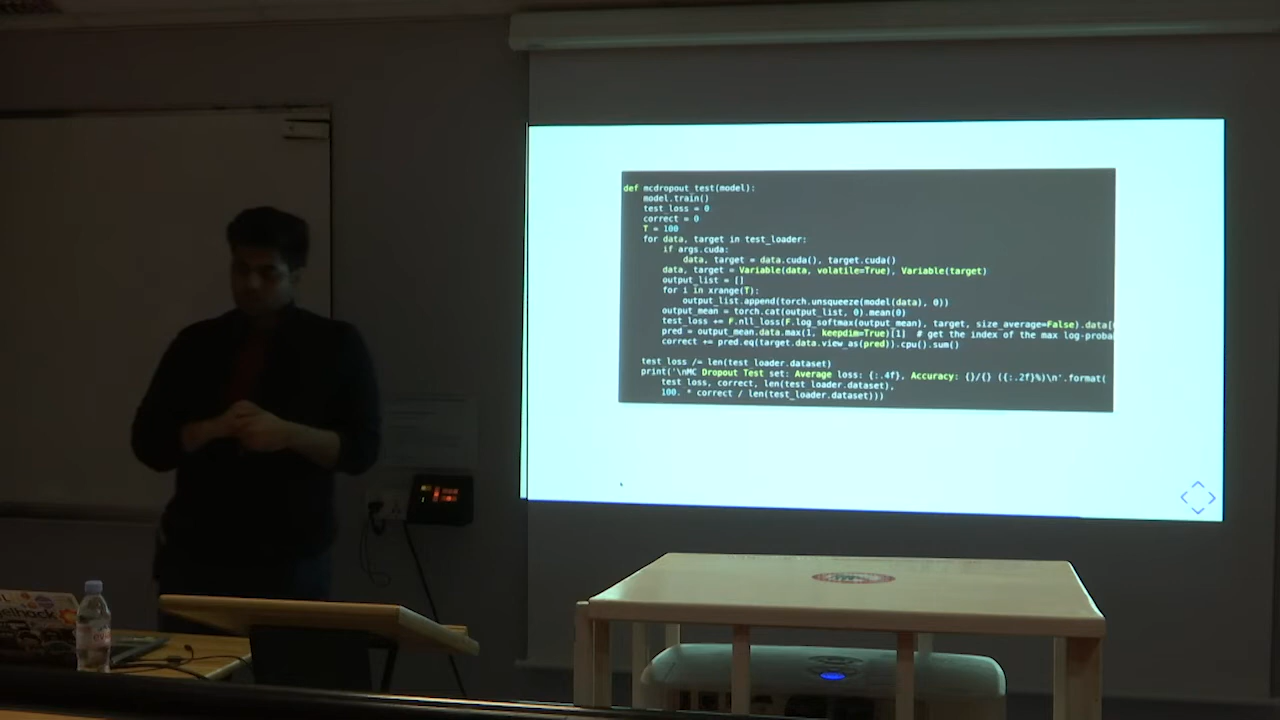 def mcdropout_test(model):
model.train()
test_loss = 0
correct = 0
T = 100
for data, target in test_loader:
if args.cuda:
data, target = data.cuda(), target.cuda()
data, target = Variable(data, volatile=True), Variable(target)
output_list = []
for i in xrange(T):
output_list.append(torch.unsqueeze(model(data), 0))
output_mean = torch.cat(output_list, 0).mean(0)
test_loss += F.nll_loss(F.log_softmax(output_mean), target, size_average=False).data[
pred = output_mean.data.max(1, keepdim=True)[1] # get the index of the max log-proba
correct += pred.eq(target.data.view_as(pred)).cpu().sum()
test_loss /= len(test_loader.dataset)
print('\nMC Dropout Test set: Average loss: {:.4f}, Accuracy: {}/{} ({:.2f}%)\n'.format(
test_loss, correct, len(test_loader.dataset),
100. * correct / len(test_loader.dataset)))